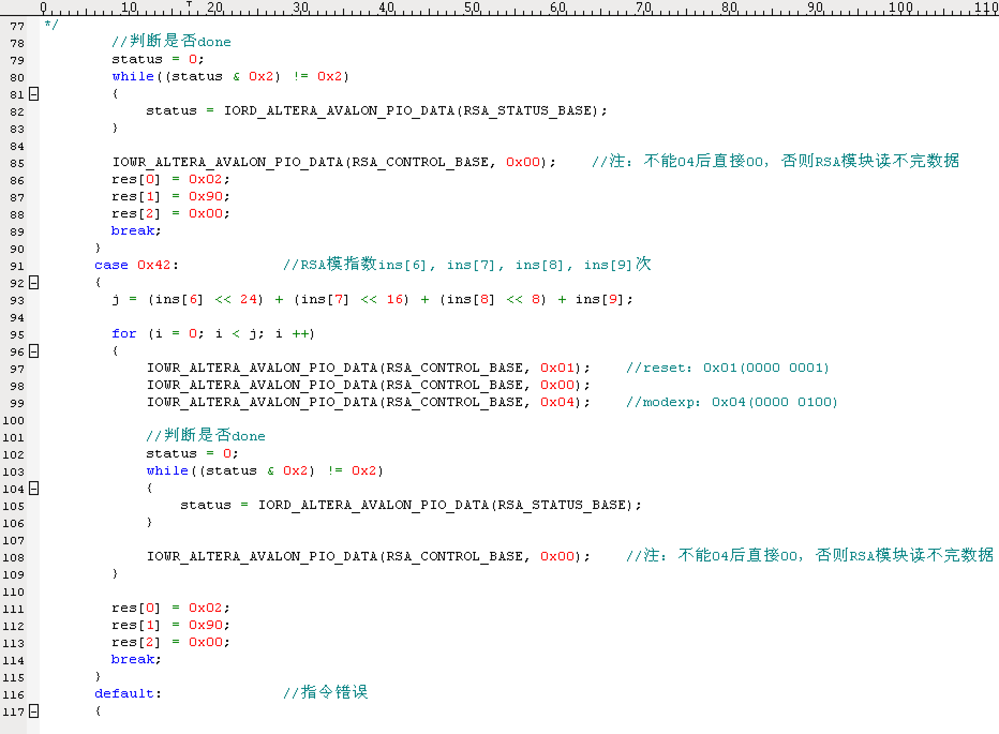 0 10 20 30 40 50 60 70 80 90 100 110
77 */
78 //判断是否done
79 status = 0;
80 while((status & 0x2) != 0x2)
81 {
82 status = IORD_ALTERA_AVALON_PIO_DATA(RSA_STATUS_BASE);
83 }
84
85 IOWR_ALTERA_AVALON_PIO_DATA(RSA_CONTROL_BASE, 0x00); //注: 不能04后直接00, 否则RSA模块读不完数据
86 res[0] = 0x02;
87 res[1] = 0x90;
88 res[2] = 0x00;
89 break;
90 }
91 case 0x42: //RSA模指数ins[6], ins[7], ins[8], ins[9]次
92 {
93 j = (ins[6] << 24) + (ins[7] << 16) + (ins[8] << 8) + ins[9];
94
95 for (i = 0; i < j; i ++)
96 {
97 IOWR_ALTERA_AVALON_PIO_DATA(RSA_CONTROL_BASE, 0x01); //reset: 0x01(0000 0001)
98 IOWR_ALTERA_AVALON_PIO_DATA(RSA_CONTROL_BASE, 0x00);
99 IOWR_ALTERA_AVALON_PIO_DATA(RSA_CONTROL_BASE, 0x04); //modexp: 0x04(0000 0100)
100
101 //判断是否done
102 status = 0;
103 while((status & 0x2) != 0x2)
104 {
105 status = IORD_ALTERA_AVALON_PIO_DATA(RSA_STATUS_BASE);
106 }
107
108 IOWR_ALTERA_AVALON_PIO_DATA(RSA_CONTROL_BASE, 0x00); //注: 不能04后直接00, 否则RSA模块读不完数据
109 }
110
111 res[0] = 0x02;
112 res[1] = 0x90;
113 res[2] = 0x00;
114 break;
115 }
116 default: //指令错误
117 {